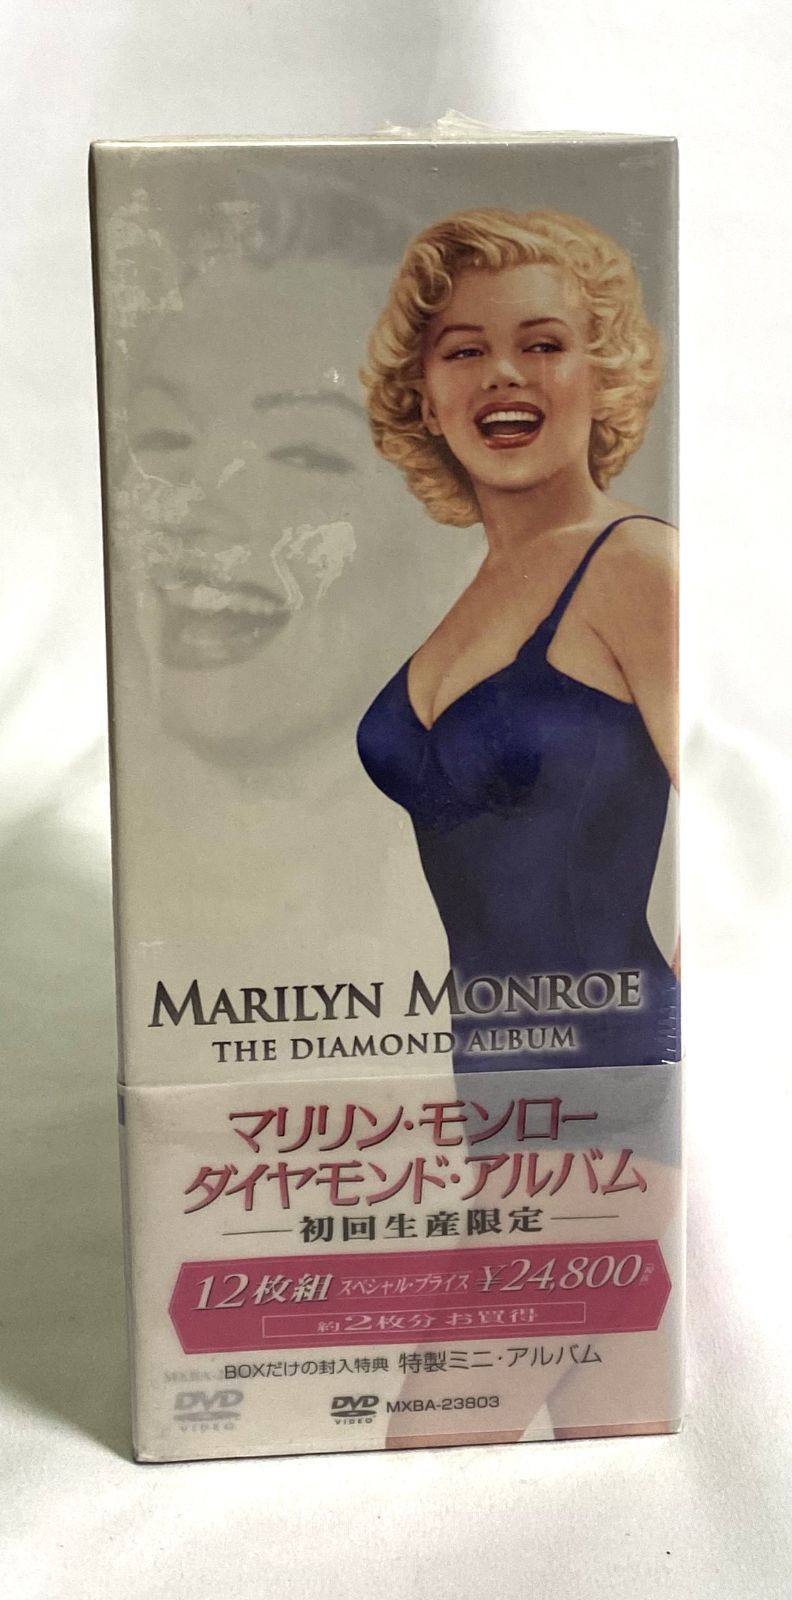 MARILYN MONROE
THE DIAMOND ALBUM
マリリン・モンロー
ダイヤモンド・アルバム
初回生産限定
12枚組 スペシャル・プライス ¥24,800
約2枚分 お買得
BOXだけの封入特典 特製ミニ・アルバム
DVD VIDEO
DVD VIDEO MXBA-23803